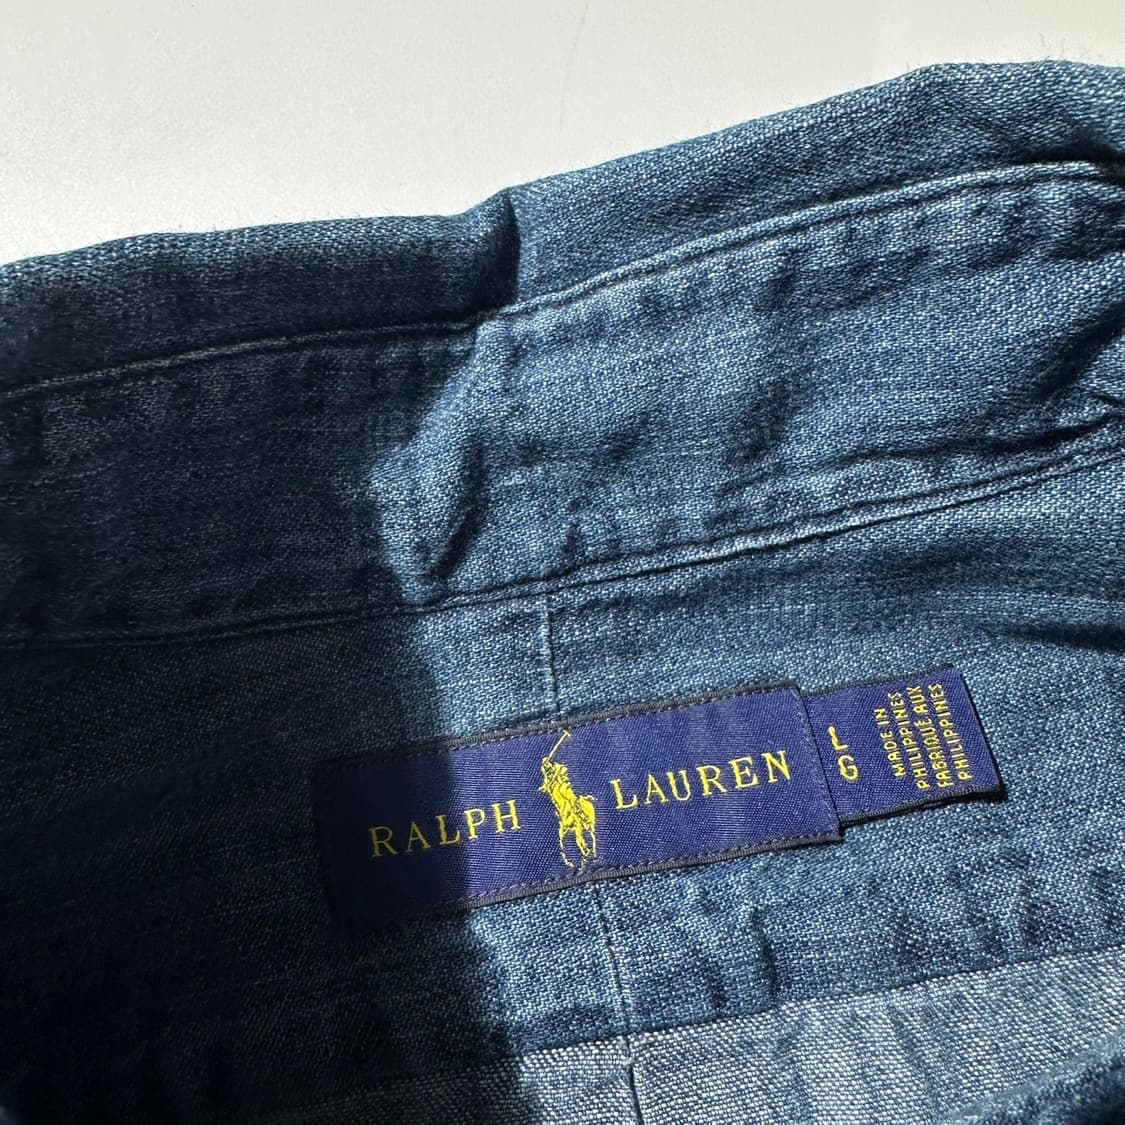 RALPH LAUREN
L
G
MADE IN
PHILIPPINES
FABRIQUE AUX
PHILIPPINES